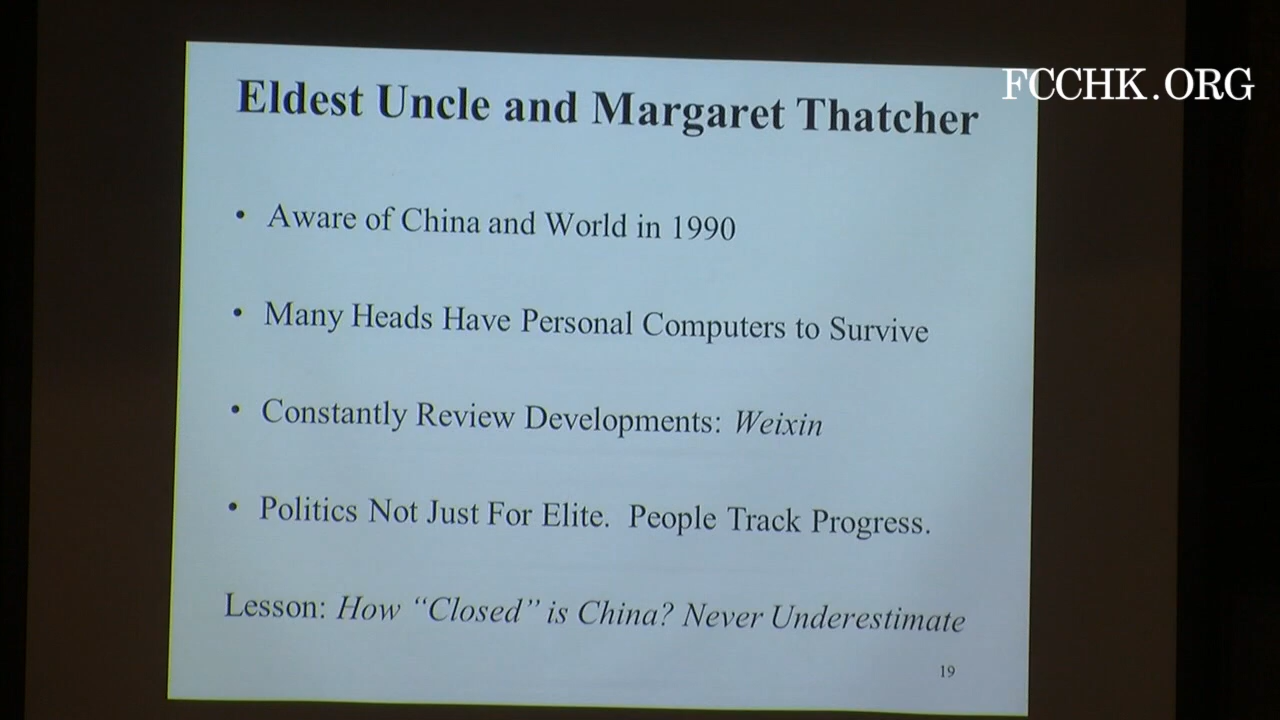 FCCHK.ORG
Eldest Uncle and Margaret Thatcher
• Aware of China and World in 1990
• Many Heads Have Personal Computers to Survive
• Constantly Review Developments: Weixin
• Politics Not Just For Elite.  People Track Progress.
Lesson: How “Closed” is China? Never Underestimate
19